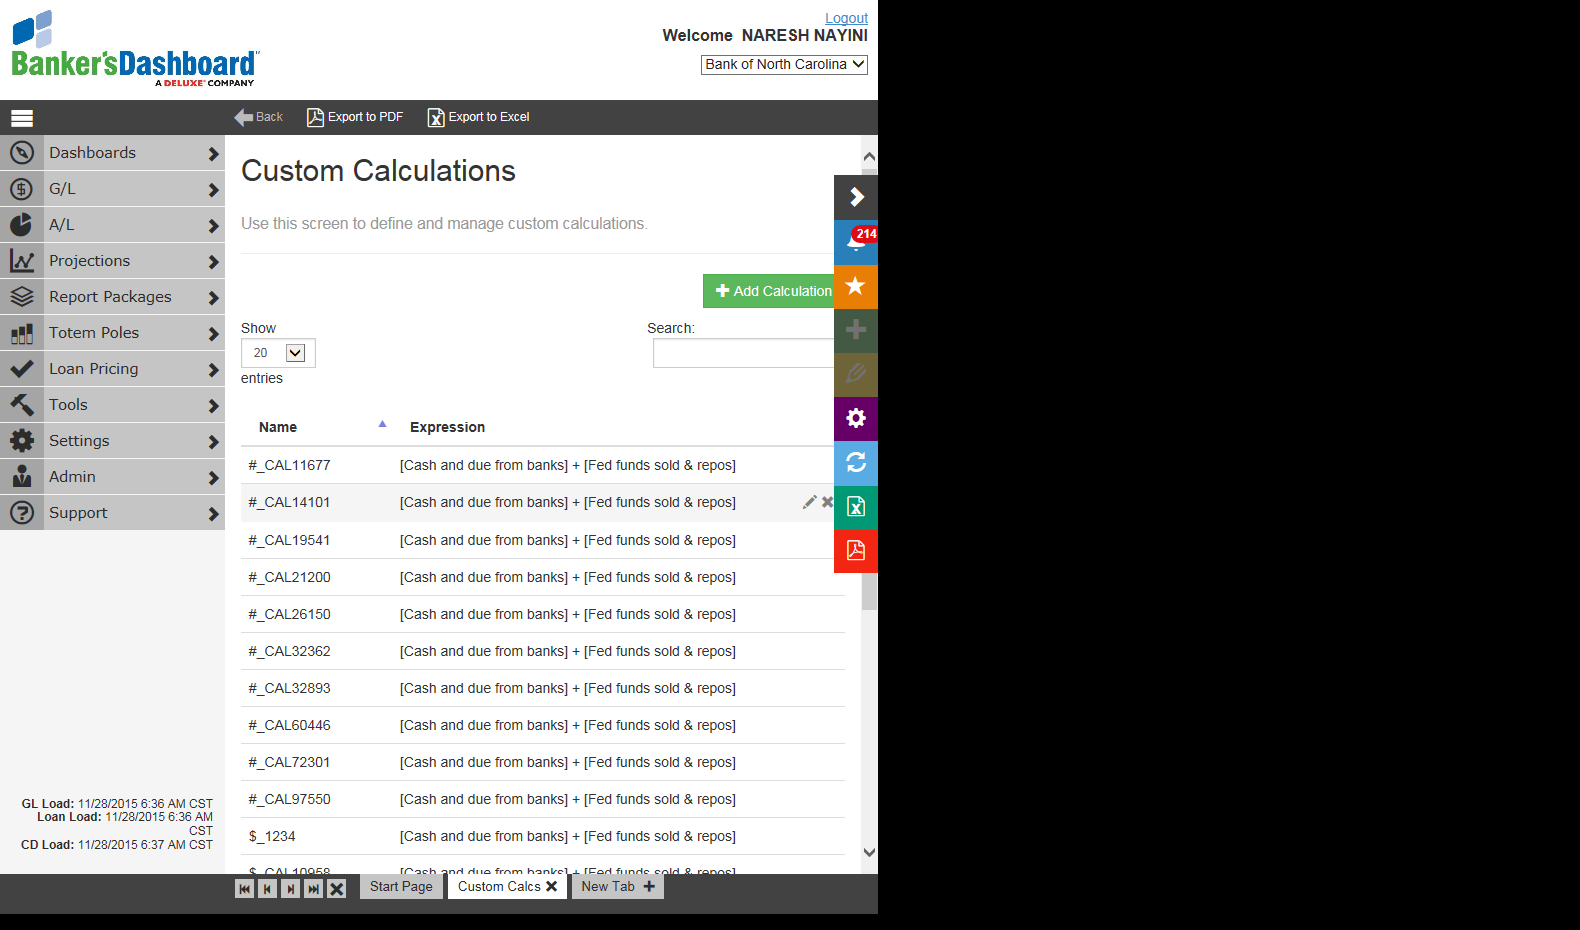 Logout
Welcome NARESH NAYINI
Banker'sDashboard
A DELUXE COMPANY
Bank of North Carolina
Back Export to PDF Export to Excel
Dashboards
G/L
A/L
Projections
Report Packages
Totem Poles
Loan Pricing
Tools
Settings
Admin
Support
GL Load: 11/28/2015 6:36 AM CST
Loan Load: 11/28/2015 6:36 AM
CST
CD Load: 11/28/2015 6:37 AM CST
Custom Calculations
Use this screen to define and manage custom calculations.
214
Add Calculation
Show Search:
20
entries
Name Expression
#_CAL11677 [Cash and due from banks] + [Fed funds sold & repos]
#_CAL14101 [Cash and due from banks] + [Fed funds sold & repos]
#_CAL19541 [Cash and due from banks] + [Fed funds sold & repos]
#_CAL21200 [Cash and due from banks] + [Fed funds sold & repos]
#_CAL26150 [Cash and due from banks] + [Fed funds sold & repos]
#_CAL32362 [Cash and due from banks] + [Fed funds sold & repos]
#_CAL32893 [Cash and due from banks] + [Fed funds sold & repos]
#_CAL60446 [Cash and due from banks] + [Fed funds sold & repos]
#_CAL72301 [Cash and due from banks] + [Fed funds sold & repos]
#_CAL97550 [Cash and due from banks] + [Fed funds sold & repos]
$_1234 [Cash and due from banks] + [Fed funds sold & repos]
$_CAL10958 [Cash and due from banks] + [Fed funds sold & repos]
Start Page Custom Calcs New Tab